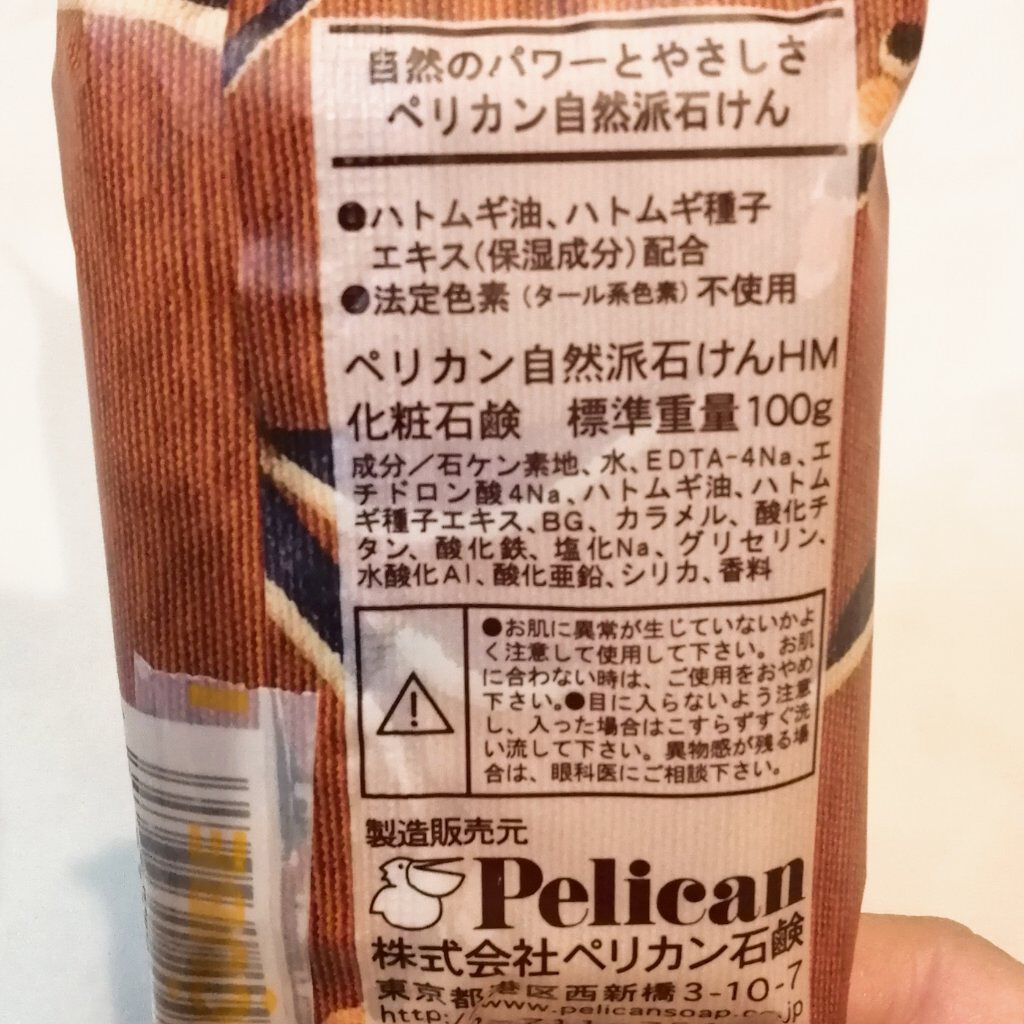 自然のパワーとやさしさ
ペリカン自然派石けん
●ハトムギ油、ハトムギ種子
エキス(保湿成分)配合
●法定色素(タール系色素)不使用
ペリカン自然派石けんHM
化粧石鹸 標準重量100g
成分/石ケン素地、水、EDTA-4Na、エ
チドロン酸4Na、ハトムギ油、ハトム
ギ種子エキス、BG、カラメル、酸化チ
タン、酸化鉄、塩化Na、グリセリン、
水酸化Al、酸化亜鉛、シリカ、香料
●お肌に異常が生じていないかよ
く注意して使用して下さい。お肌
に合わない時は、ご使用をおやめ
下さい。●目に入らないよう注意
し、入った場合はこすらずすぐ洗
い流して下さい。異物感が残る場
合は、眼科医にご相談下さい。
製造販売元
Pelican
株式会社ペリカン石鹸
東京都港区西新橋3-10-7